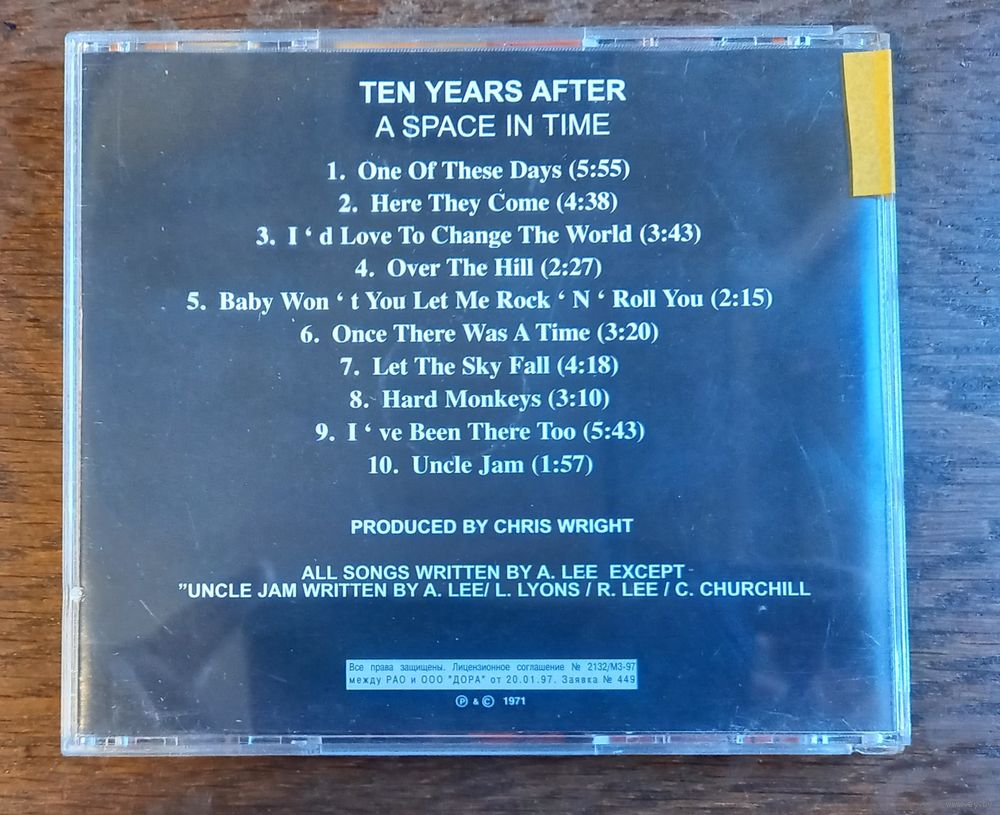 TEN YEARS AFTER
A SPACE IN TIME
1. One Of These Days (5:55)
2. Here They Come (4:38)
3. I ‘ d Love To Change The World (3:43)
4. Over The Hill (2:27)
5. Baby Won ‘ t You Let Me Rock ‘ N ‘ Roll You (2:15)
6. Once There Was A Time (3:20)
7. Let The Sky Fall (4:18)
8. Hard Monkeys (3:10)
9. I ‘ ve Been There Too (5:43)
10. Uncle Jam (1:57)
PRODUCED BY CHRIS WRIGHT
ALL SONGS WRITTEN BY A. LEE EXCEPT
”UNCLE JAM WRITTEN BY A. LEE/ L. LYONS / R. LEE / C. CHURCHILL
Все права защищены. Лицензионное соглашение № 2132/МЗ-97
между РАО и ООО "ДОРА" от 20.01.97. Заявка № 449
Ⓟ & © 1971